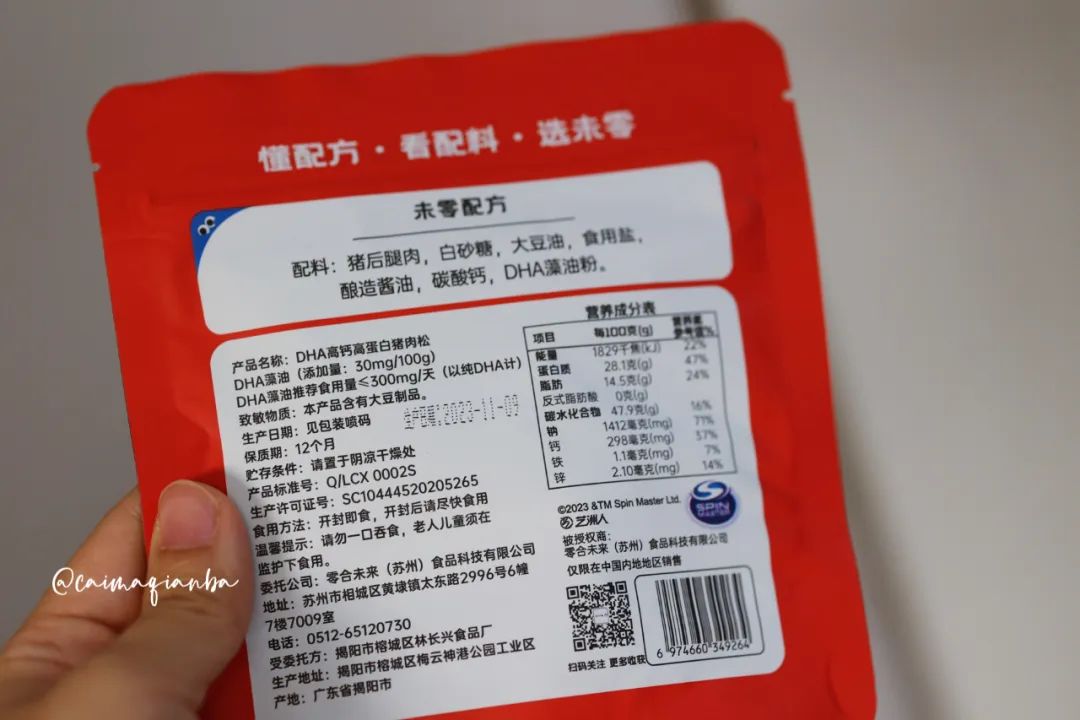 懂配方·看配料·选未零
未零配方
配料：猪后腿肉，白砂糖，大豆油，食用盐，
酿造酱油，碳酸钙，DHA藻油粉。
产品名称：DHA高钙高蛋白猪肉松
DHA藻油（添加量：30mg/100g）
DHA藻油推荐食用量≤300mg/天（以纯DHA计）
致敏物质：本产品含有大豆制品。
生产日期：见包装喷码
生产日期:2023-11-09
保质期：12个月
贮存条件：请置于阴凉干燥处
产品标准号：Q/LCX 0002S
生产许可证号：SC10444520205265
食用方法：开封即食，开封后请尽快食用
温馨提示：请勿一口吞食，老人儿童须在
监护下食用。
委托公司：零合未来（苏州）食品科技有限公司
地址：苏州市相城区黄埭镇太东路2996号6幢
7楼7009室
电话：0512-65120730
受委托方：揭阳市榕城区林长兴食品厂
生产地址：揭阳市榕城区梅云神港公园工业区
产地：广东省揭阳市
营养成分表
项目 每100克(g) 营养素参考值%
能量 1829千焦(kJ) 22%
蛋白质 28.1克(g) 47%
脂肪 14.5克(g) 24%
反式脂肪酸 0克(g)
碳水化合物 47.9克(g) 16%
钠 1412毫克(mg) 71%
钙 298毫克(mg) 37%
铁 1.1毫克(mg) 7%
锌 2.10毫克(mg) 14%
©2023 &TM Spin Master Ltd.
艺洲人
SPIN MASTER
被授权商：
零合未来（苏州）食品科技有限公司
仅限在中国内地地区销售
扫码关注 更多收获
6 974660 349264
@caimaqianba